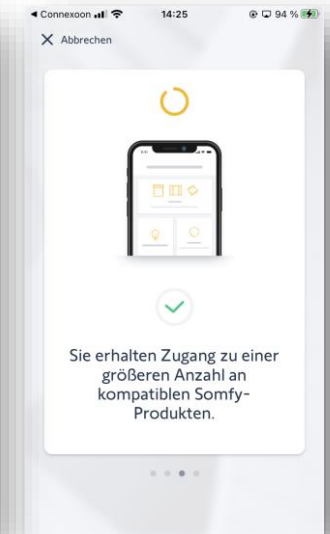 ◀ Connexoon 14:25 94 %
✕ Abbrechen
Sie erhalten Zugang zu einer
größeren Anzahl an
kompatiblen Somfy-
Produkten.